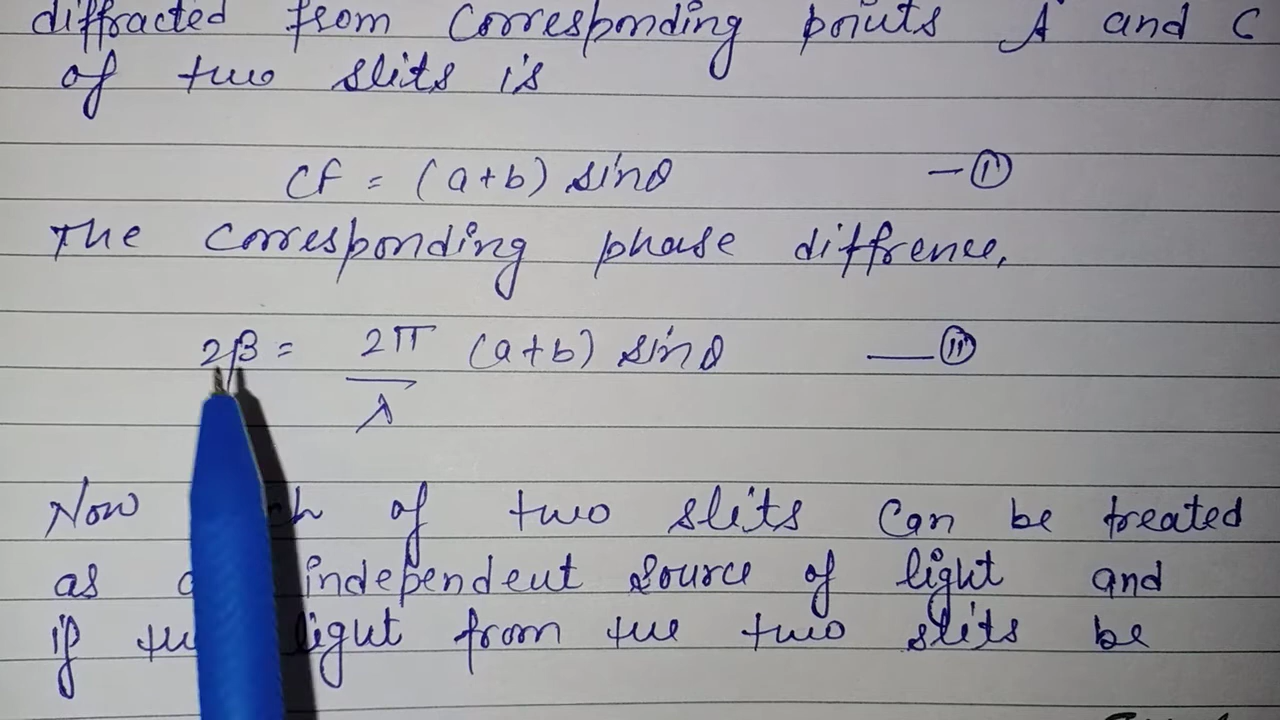 diffracted from corresponding points A and C
of two slits is
CF = (a+b) sinθ —(ii)
The corresponding phase diffrence,
2β = 2π/λ (a+b) sinθ —(iii)
Now of two slits can be treated
as independent source of light and
if light from the two slits be